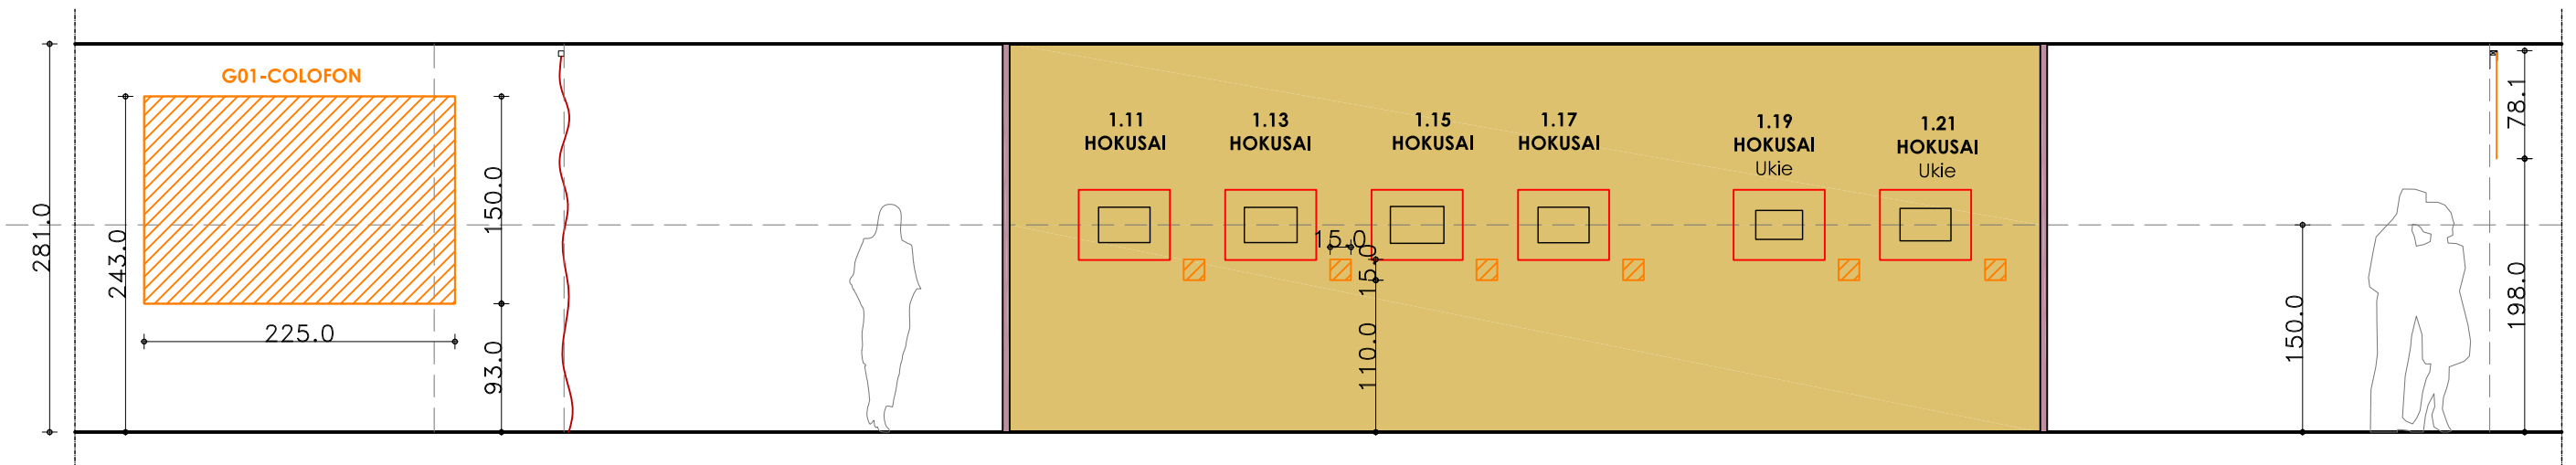 G01-COLOFON
281.0
243.0
225.0
150.0
93.0
1.11
HOKUSAI
1.13
HOKUSAI
1.15
HOKUSAI
1.17
HOKUSAI
1.19
HOKUSAI
Ukie
1.21
HOKUSAI
Ukie
15.0
15.0
110.0
150.0
78.1
198.0